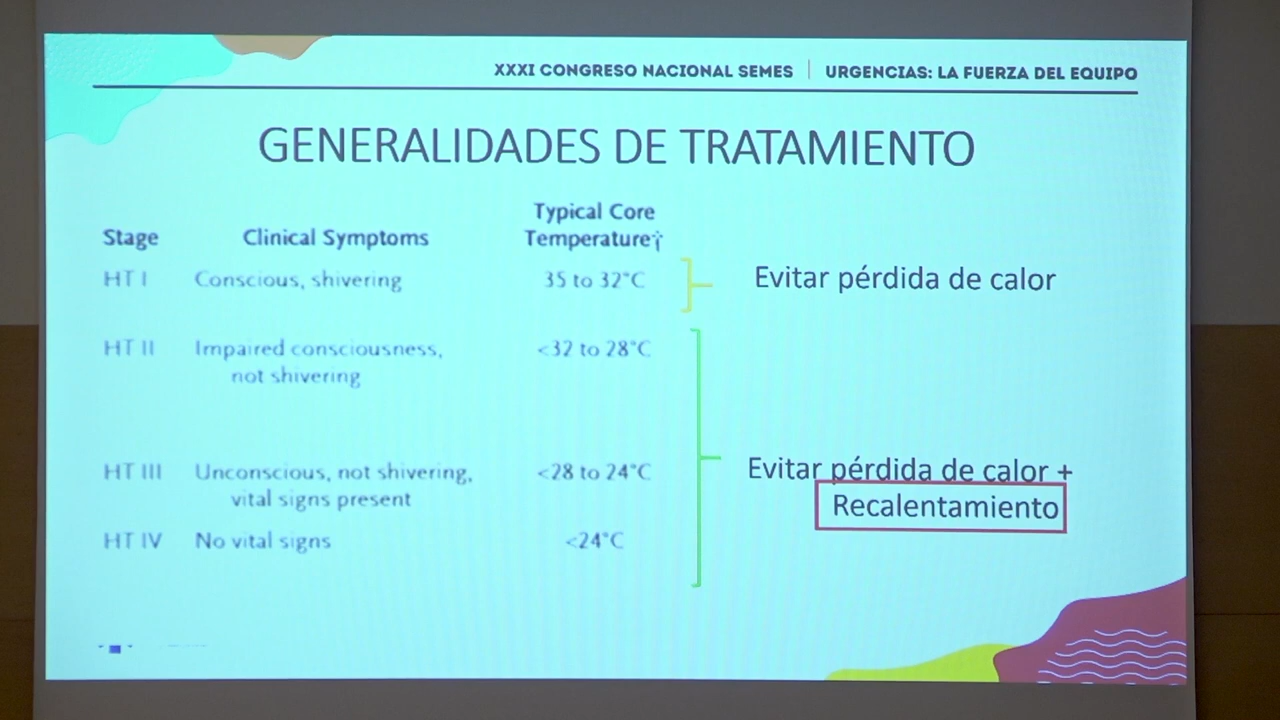 XXXI CONGRESO NACIONAL SEMES | URGENCIAS: LA FUERZA DEL EQUIPO
GENERALIDADES DE TRATAMIENTO
Stage Clinical Symptoms Typical Core Temperature†
HT I Conscious, shivering 35 to 32°C
Evitar pérdida de calor
HT II Impaired consciousness, <32 to 28°C
not shivering
HT III Unconscious, not shivering, <28 to 24°C
vital signs present
Evitar pérdida de calor +
Recalentamiento
HT IV No vital signs <24°C